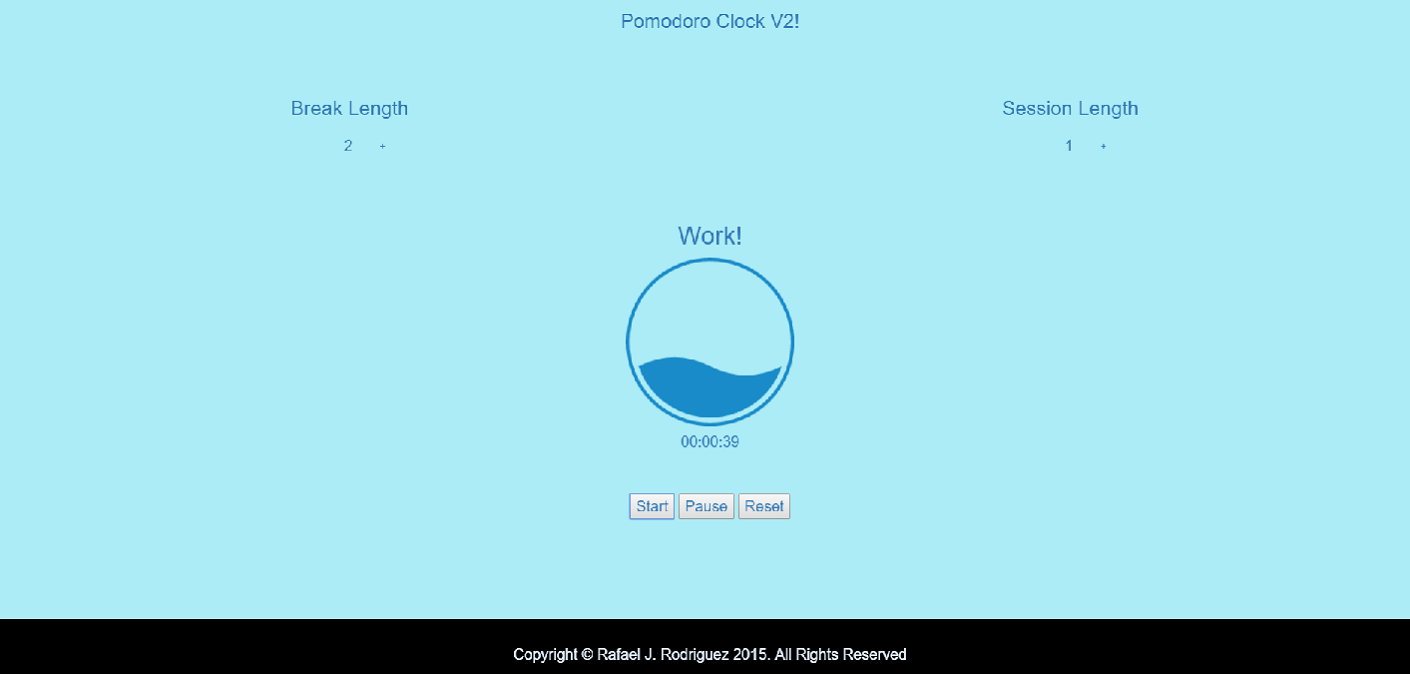 Pomodoro Clock V2!
Break Length
Session Length
2 +
1 +
Work!
00:00:39
Start Pause Reset
Copyright © Rafael J. Rodriguez 2015. All Rights Reserved